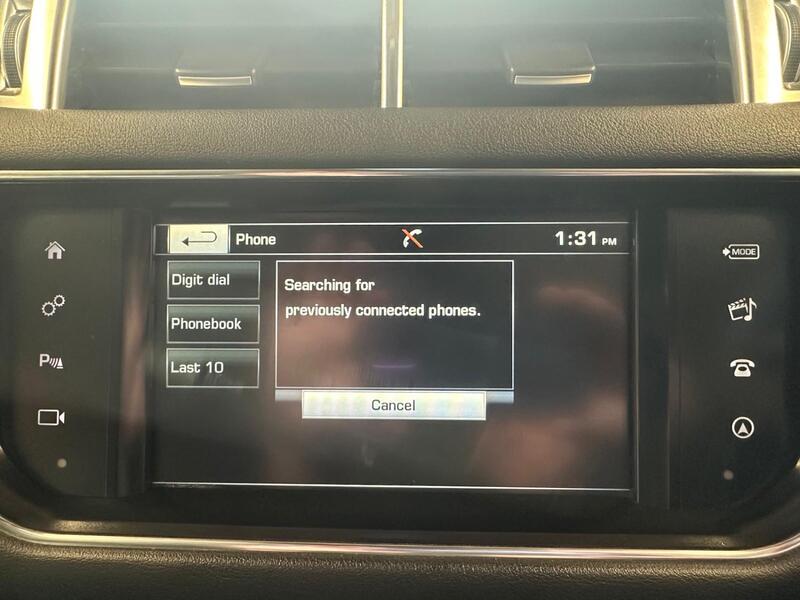 Phone
1:31 PM
MODE
Digit dial
Searching for
previously connected phones.
Phonebook
P
Last 10
Cancel